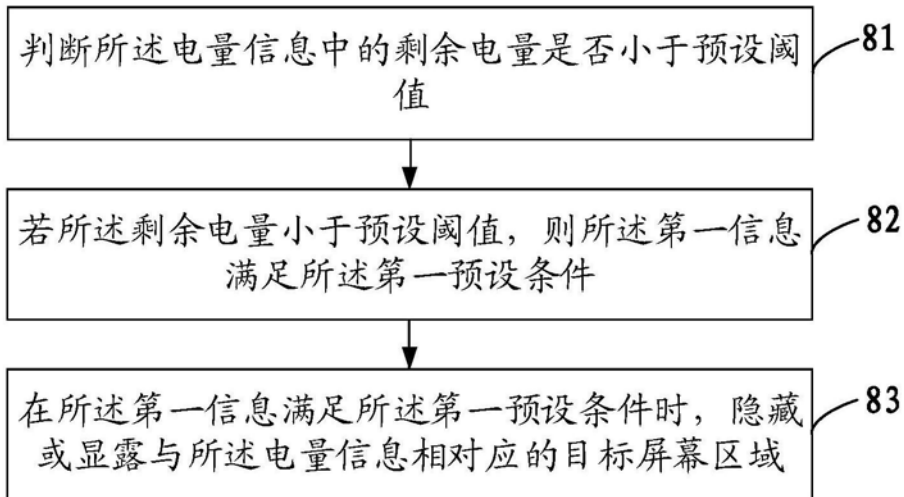 判断所述电量信息中的剩余电量是否小于预设阈
值
81
若所述剩余电量小于预设阈值，则所述第一信息
满足所述第一预设条件
82
在所述第一信息满足所述第一预设条件时，隐藏
或显露与所述电量信息相对应的目标屏幕区域
83